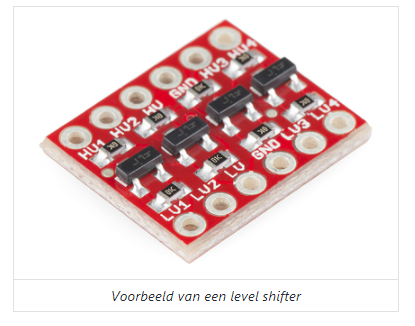 HV1 HV2 HV GND HV3 HV4
LV1 LV2 LV GND LV3 LV4
Voorbeeld van een level shifter